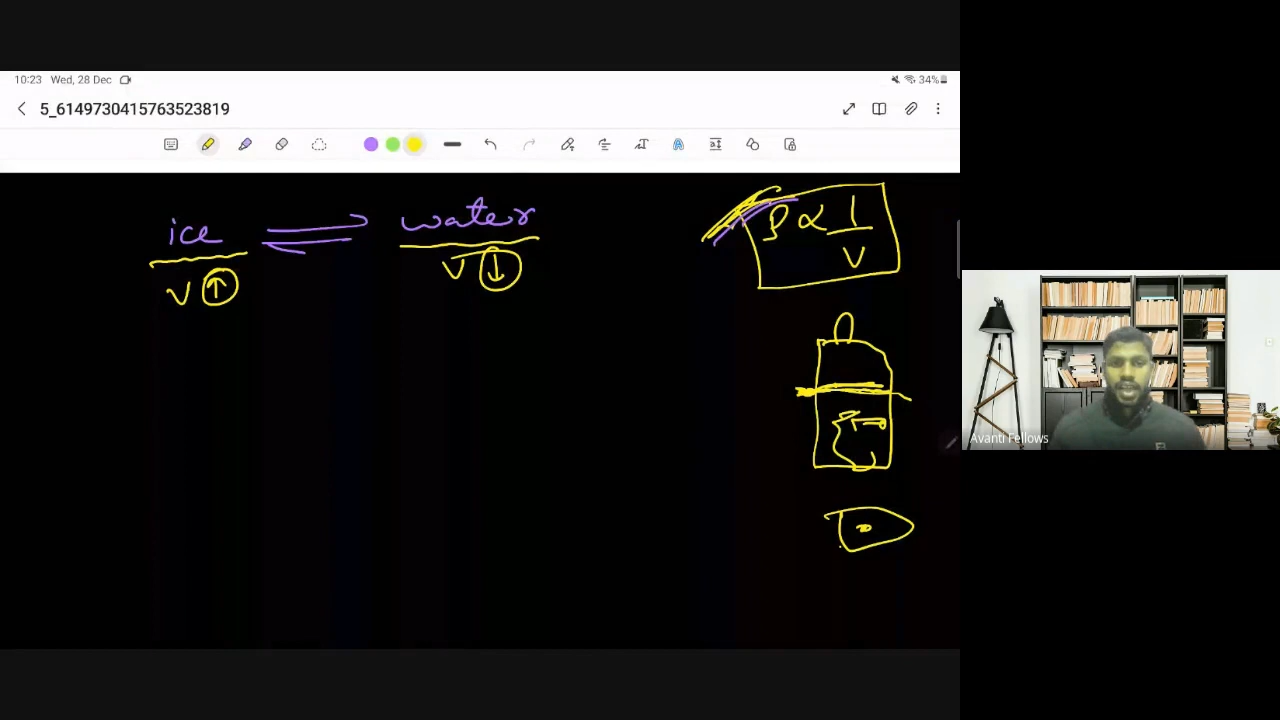 10:23 Wed, 28 Dec
34%
5_6149730415763523819
ice ⇌ water
V ↑
V ↓
ρ ∝ 1/V
Avanti Fellows